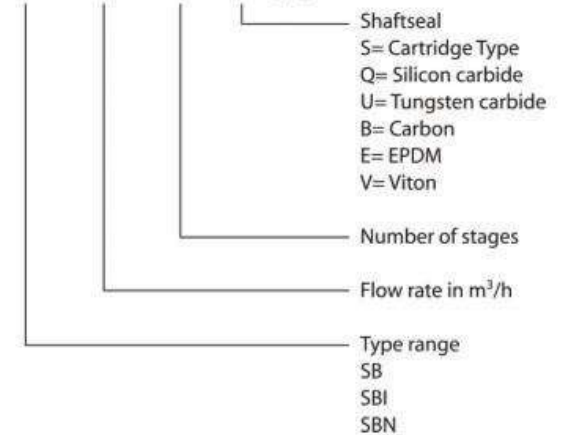 Shaftseal
S= Cartridge Type
Q= Silicon carbide
U= Tungsten carbide
B= Carbon
E= EPDM
V= Viton
Number of stages
Flow rate in m³/h
Type range
SB
SBI
SBN